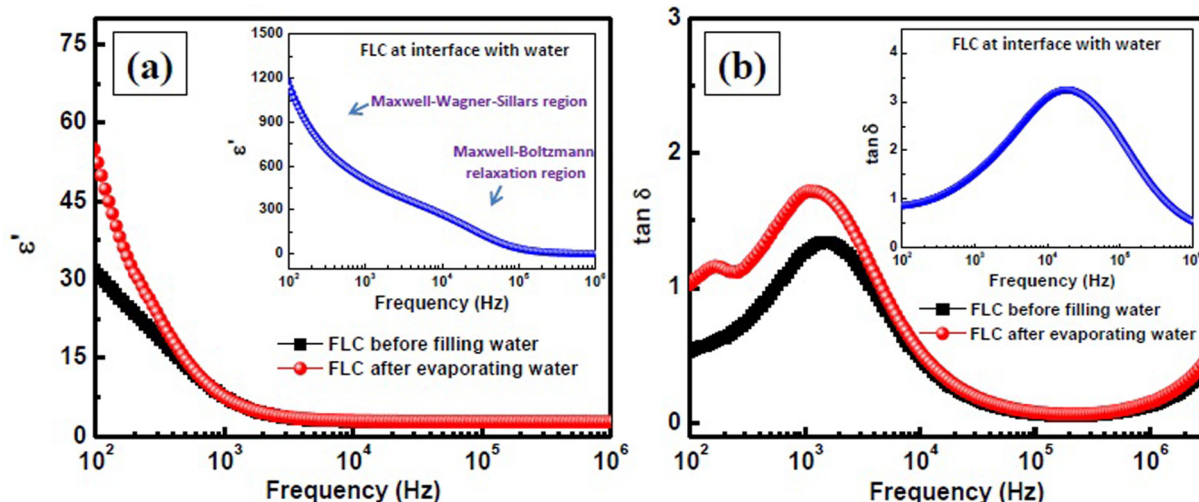 (a)
ε'
75
60
45
30
15
0
10² 10³ 10⁴ 10⁵ 10⁶
Frequency (Hz)
FLC before filling water
FLC after evaporating water
FLC at interface with water
Maxwell-Wagner-Sillars region
Maxwell-Boltzmann
relaxation region
ε'
1500
1200
900
600
300
0
10² 10³ 10⁴ 10⁵ 10⁶
Frequency (Hz)
(b)
tan δ
3
2
1
0
10² 10³ 10⁴ 10⁵ 10⁶
Frequency (Hz)
FLC before filling water
FLC after evaporating water
FLC at interface with water
tan δ
4
3
2
1
0
10² 10³ 10⁴ 10⁵
Frequency (Hz)